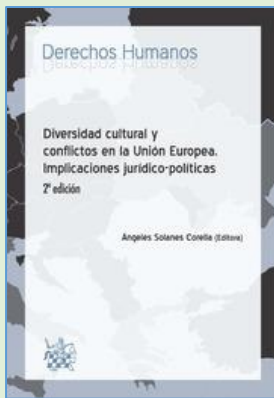 Derechos Humanos
Diversidad cultural y
conflictos en la Unión Europea.
Implicaciones jurídico-políticas
2ª edición
Ángeles Solanes Corella (Editora)